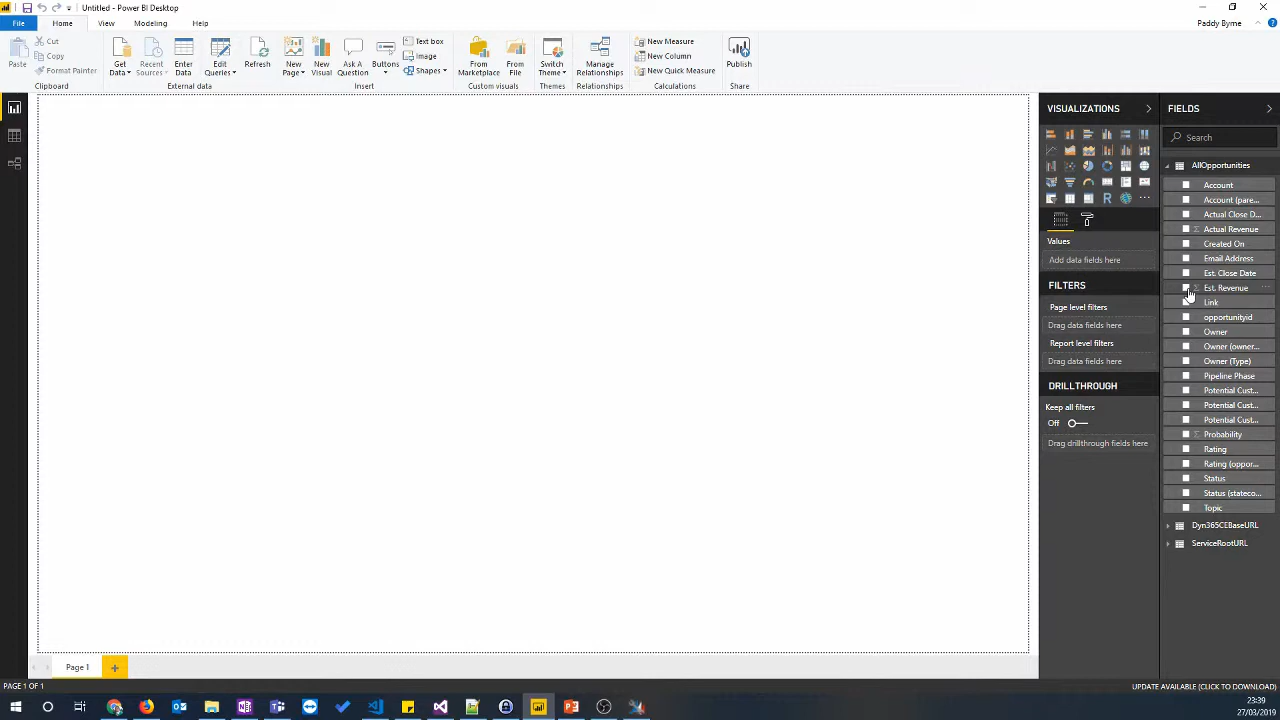 Untitled - Power BI Desktop
File Home View Modeling Help Paddy Byrne
Paste
Cut
Copy
Format Painter
Clipboard
Get Data
Recent Sources
Enter Data
Edit Queries
Refresh
External data
New Page
New Visual
Ask A Question
Buttons
Text box
Image
Shapes
Insert
From Marketplace
From File
Custom visuals
Switch Theme
Themes
Manage Relationships
Relationships
New Measure
New Column
New Quick Measure
Calculations
Publish
Share
VISUALIZATIONS
R
Values
Add data fields here
FILTERS
Page level filters
Drag data fields here
Report level filters
Drag data fields here
DRILLTHROUGH
Keep all filters
Off
Drag drillthrough fields here
FIELDS
Search
AllOpportunities
Account
Account (pare...
Actual Close D...
Σ Actual Revenue
Created On
Email Address
Est. Close Date
Σ Est. Revenue ...
Link
opportunityid
Owner
Owner (owner...
Owner (Type)
Pipeline Phase
Potential Cust...
Potential Cust...
Potential Cust...
Σ Probability
Rating
Rating (oppor...
Status
Status (stateco...
Topic
Dyn365CEBaseURL
ServiceRootURL
Page 1 +
PAGE 1 OF 1
UPDATE AVAILABLE (CLICK TO DOWNLOAD)
23:39
27/03/2019